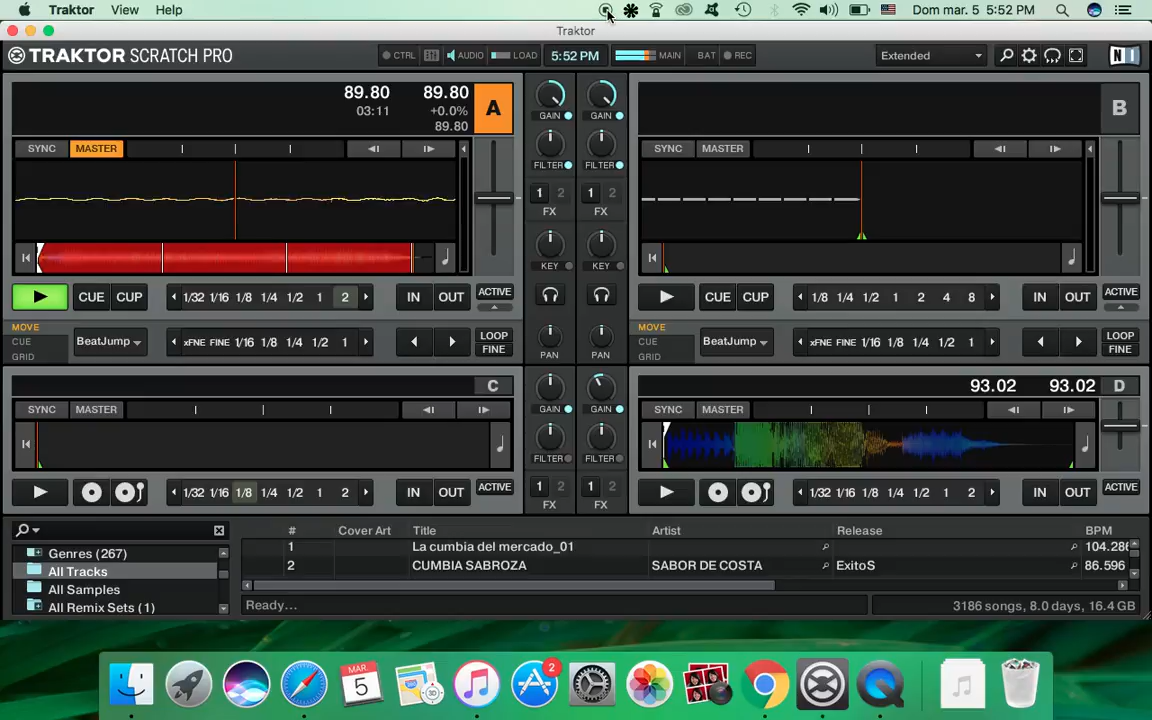 Traktor View Help Dom mar. 5 5:52 PM
Traktor
TRAKTOR SCRATCH PRO CTRL AUDIO LOAD 5:52 PM MAIN BAT REC Extended NI
89.80 89.80 A
03:11 +0.0%
89.80
GAIN GAIN
B
SYNC MASTER
FILTER FILTER
SYNC MASTER
1 2 1 2
FX FX
KEY KEY
CUE CUP 1/32 1/16 1/8 1/4 1/2 1 2 IN OUT ACTIVE
CUE CUP 1/8 1/4 1/2 1 2 4 8 IN OUT ACTIVE
MOVE
CUE BeatJump xFNE FINE 1/16 1/8 1/4 1/2 1 LOOP
GRID FINE
PAN PAN
MOVE
CUE BeatJump xFNE FINE 1/16 1/8 1/4 1/2 1 LOOP
GRID FINE
C
GAIN GAIN
93.02 93.02 D
SYNC MASTER
SYNC MASTER
FILTER FILTER
1/32 1/16 1/8 1/4 1/2 1 2 IN OUT ACTIVE
1 2 1 2
FX FX
1/32 1/16 1/8 1/4 1/2 1 2 IN OUT ACTIVE
# Cover Art Title Artist Release BPM
Genres (267)
All Tracks
All Samples
All Remix Sets (1)
1 La cumbia del mercado_01 104.286
2 CUMBIA SABROZA SABOR DE COSTA ExitoS 86.596
Ready... 3186 songs, 8.0 days, 16.4 GB
MAR.
5
3D
2